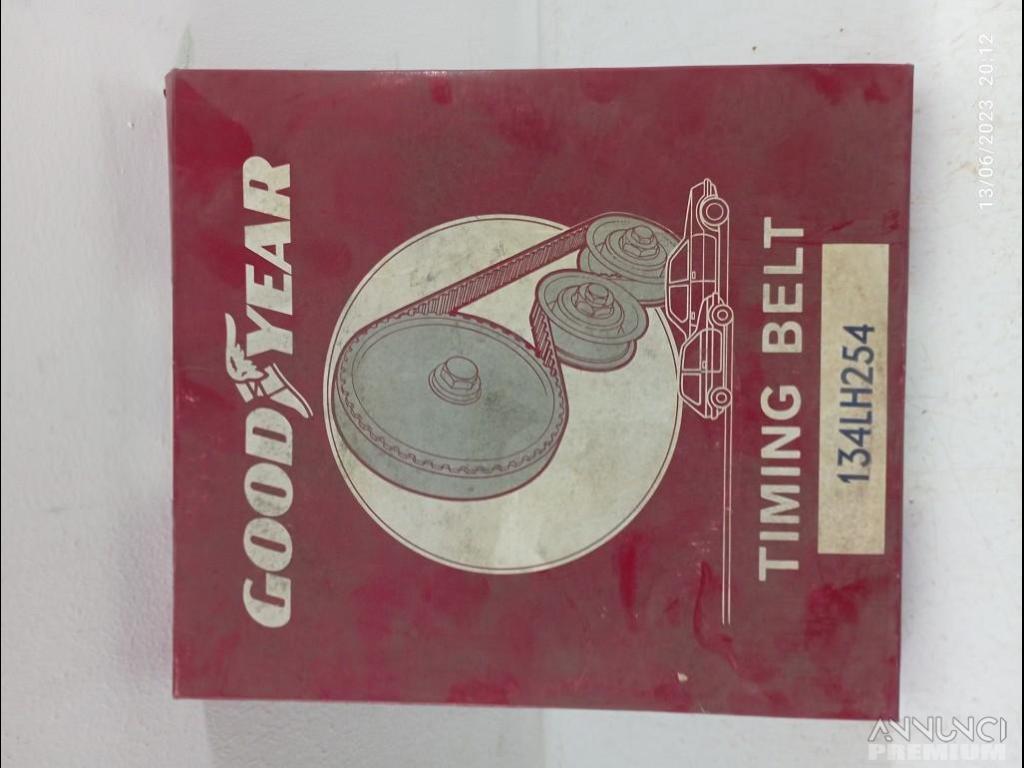 GOODYEAR
TIMING BELT
134LH254
13/06/2023 20:12
ANNUNCI
PREMIUM